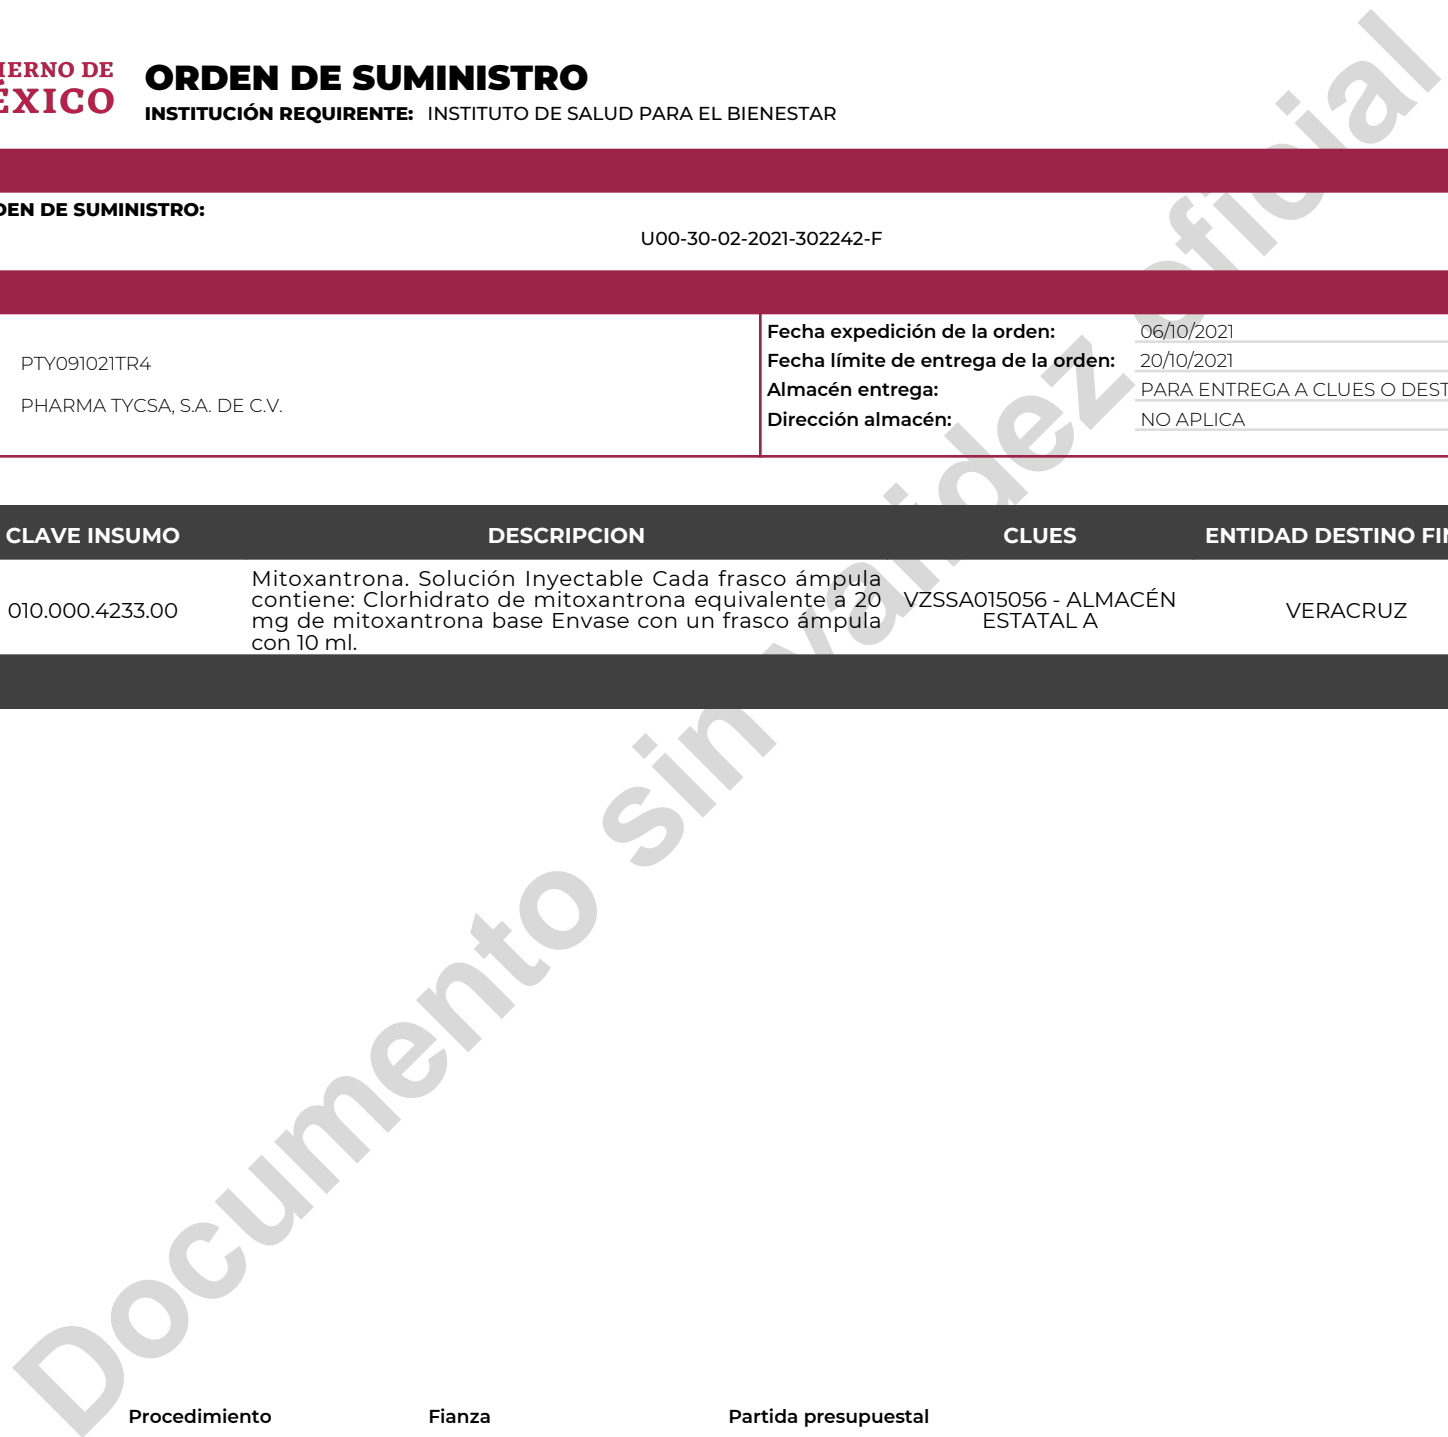 IERNO DE
ÉXICO
ORDEN DE SUMINISTRO
INSTITUCIÓN REQUIRENTE: INSTITUTO DE SALUD PARA EL BIENESTAR
DEN DE SUMINISTRO:
U00-30-02-2021-302242-F
PTY091021TR4
PHARMA TYCSA, S.A. DE C.V.
Fecha expedición de la orden: 06/10/2021
Fecha límite de entrega de la orden: 20/10/2021
Almacén entrega: PARA ENTREGA A CLUES O DEST
Dirección almacén: NO APLICA
CLAVE INSUMO DESCRIPCION CLUES ENTIDAD DESTINO FIN
010.000.4233.00
Mitoxantrona. Solución Inyectable Cada frasco ámpula
contiene: Clorhidrato de mitoxantrona equivalente a 20
mg de mitoxantrona base Envase con un frasco ámpula
con 10 ml.
VZSSA015056 - ALMACÉN
ESTATAL A
VERACRUZ
Documento sin validez oficial
Procedimiento Fianza Partida presupuestal